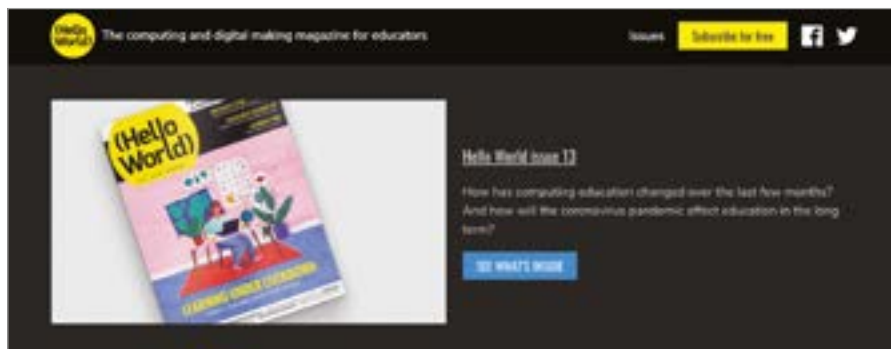 (Hello
World)
The computing and digital making magazine for educators
Issues
Subscribe for free
(Hello
World)
Hello World issue 13
How has computing education changed over the last few months?
And how will the coronavirus pandemic affect education in the long
term?
SEE WHAT'S INSIDE
LEARNING UNDER LOCKDOWN